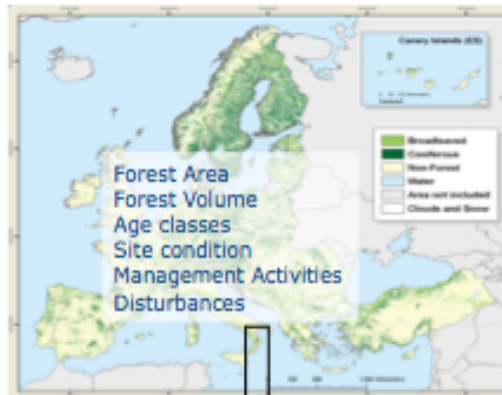 Canary Islands (ES)
Broadleaved
Coniferous
Non-Forest
Water
Area not included
Clouds and Snow
Forest Area
Forest Volume
Age classes
Site condition
Management Activities
Disturbances